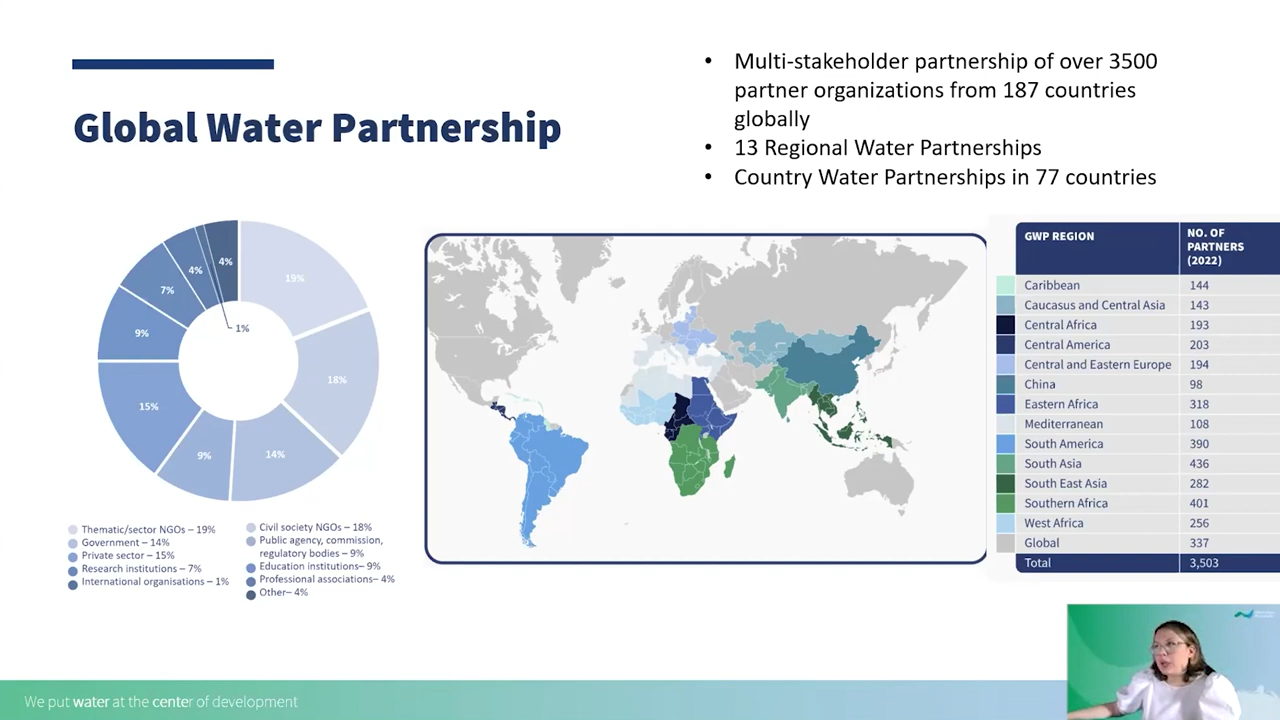 Global Water Partnership
• Multi-stakeholder partnership of over 3500
partner organizations from 187 countries
globally
• 13 Regional Water Partnerships
• Country Water Partnerships in 77 countries
19%
18%
14%
9%
15%
9%
7%
4%
1%
4%
Thematic/sector NGOs – 19%
Government – 14%
Private sector – 15%
Research institutions – 7%
International organisations – 1%
Civil society NGOs – 18%
Public agency, commission,
regulatory bodies – 9%
Education institutions– 9%
Professional associations– 4%
Other– 4%
GWP REGION NO. OF
PARTNERS
(2022)
Caribbean 144
Caucasus and Central Asia 143
Central Africa 193
Central America 203
Central and Eastern Europe 194
China 98
Eastern Africa 318
Mediterranean 108
South America 390
South Asia 436
South East Asia 282
Southern Africa 401
West Africa 256
Global 337
Total 3,503
We put water at the center of development